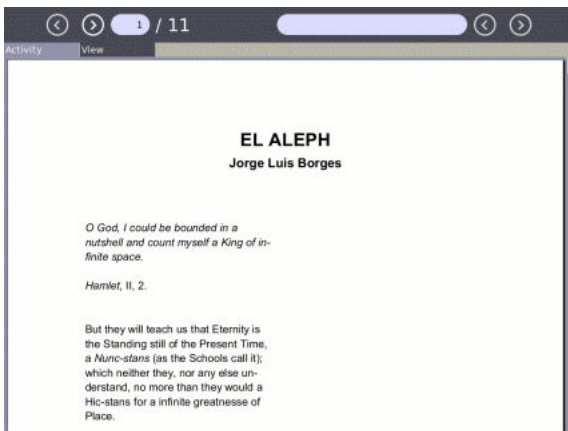 1 / 11
Activity View
EL ALEPH
Jorge Luis Borges
O God, I could be bounded in a
nutshell and count myself a King of in-
finite space.
Hamlet, II, 2.
But they will teach us that Eternity is
the Standing still of the Present Time,
a Nunc-stans (as the Schools call it);
which neither they, nor any else un-
derstand, no more than they would a
Hic-stans for a infinite greatnesse of
Place.